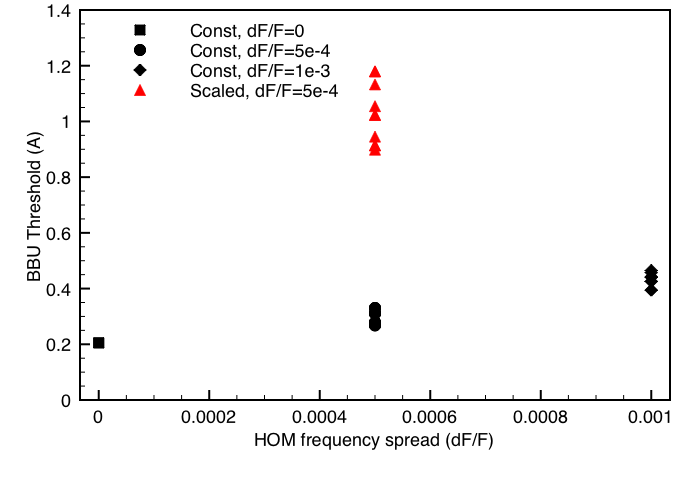 1.4
1.2
1
0.8
0.6
0.4
0.2
0
BBU Threshold (A)
Const, dF/F=0
Const, dF/F=5e-4
Const, dF/F=1e-3
Scaled, dF/F=5e-4
0 0.0002 0.0004 0.0006 0.0008 0.001
HOM frequency spread (dF/F)